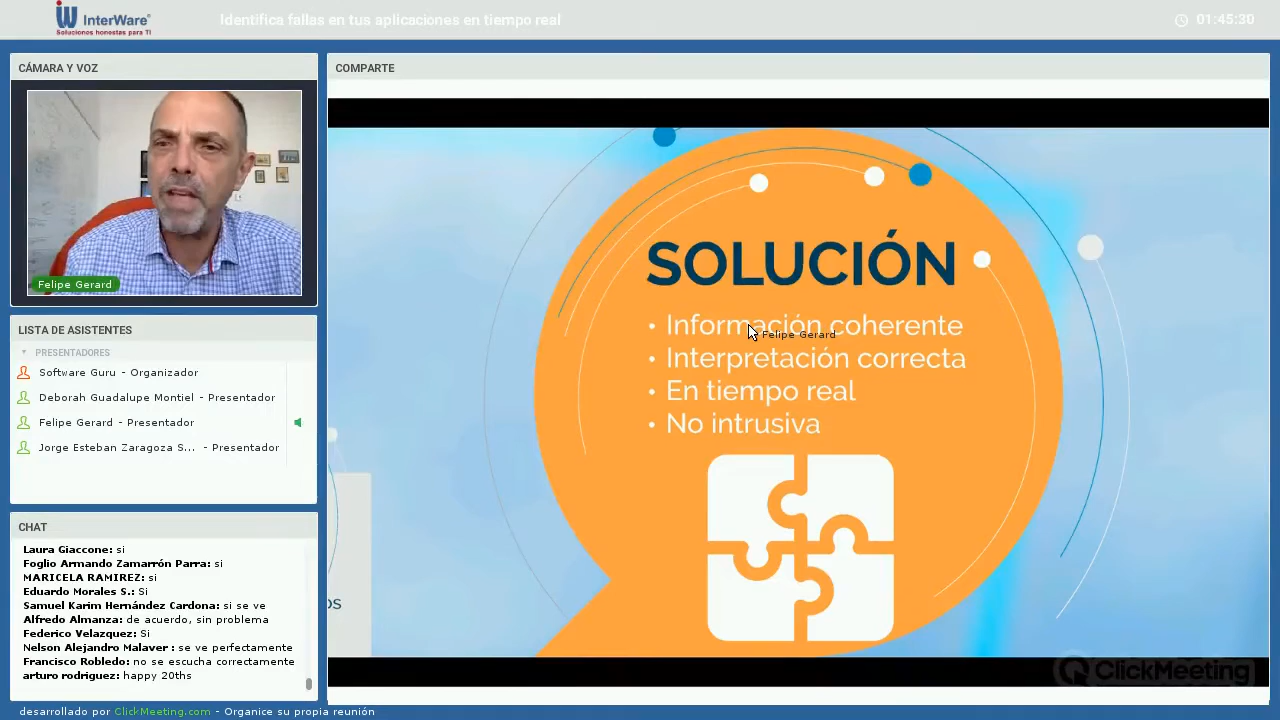 InterWare®
Soluciones honestas para TI
Identifica fallas en tus aplicaciones en tiempo real
01:45:30
CÁMARA Y VOZ
Felipe Gerard
LISTA DE ASISTENTES
PRESENTADORES
Software Guru - Organizador
Deborah Guadalupe Montiel - Presentador
Felipe Gerard - Presentador
Jorge Esteban Zaragoza S... - Presentador
CHAT
Laura Giaccone: si
Foglio Armando Zamarrón Parra: si
MARICELA RAMIREZ: si
Eduardo Morales S.: Si
Samuel Karim Hernández Cardona: si se ve
Alfredo Almanza: de acuerdo, sin problema
Federico Velazquez: Si
Nelson Alejandro Malaver : se ve perfectamente
Francisco Robledo: no se escucha correctamente
arturo rodriguez: happy 20ths
COMPARTE
SOLUCIÓN
• Información coherente
Felipe Gerard
• Interpretación correcta
• En tiempo real
• No intrusiva
OS
ClickMeeting
desarrollado por ClickMeeting.com - Organice su propia reunión